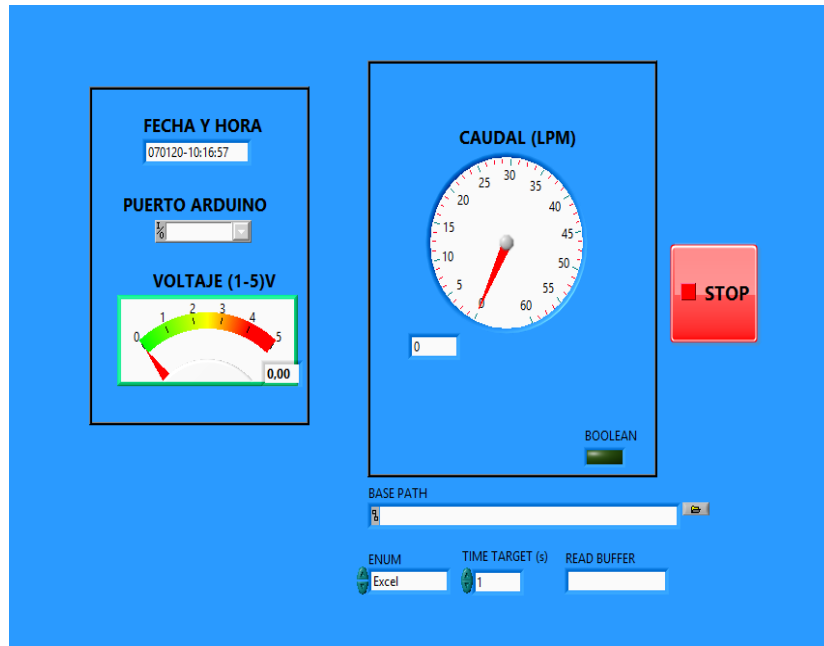 FECHA Y HORA
070120-10:16:57
PUERTO ARDUINO
I/O
VOLTAJE (1-5)V
0 1 2 3 4 5
0,00
CAUDAL (LPM)
0 5 10 15 20 25 30 35 40 45 50 55 60
0
BOOLEAN
STOP
BASE PATH
ENUM
Excel
TIME TARGET (s)
1
READ BUFFER